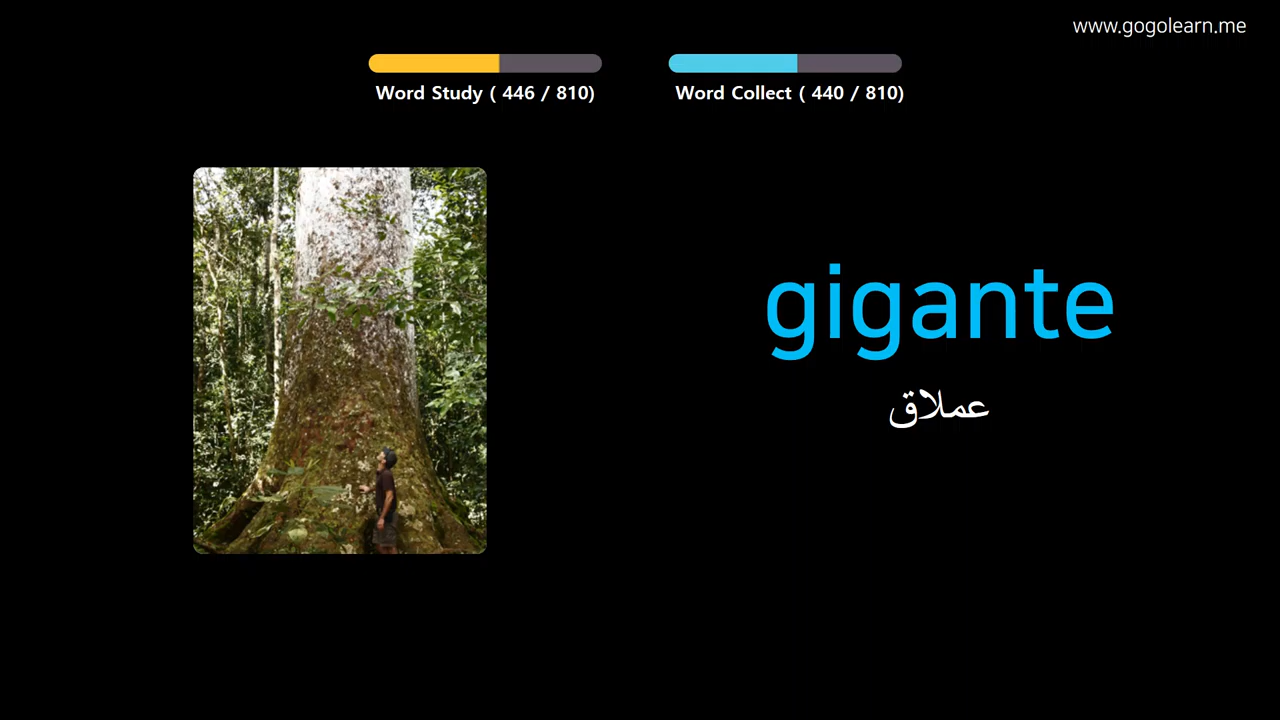 www.gogolearn.me
Word Study ( 446 / 810)
Word Collect ( 440 / 810)
gigante
عملاق